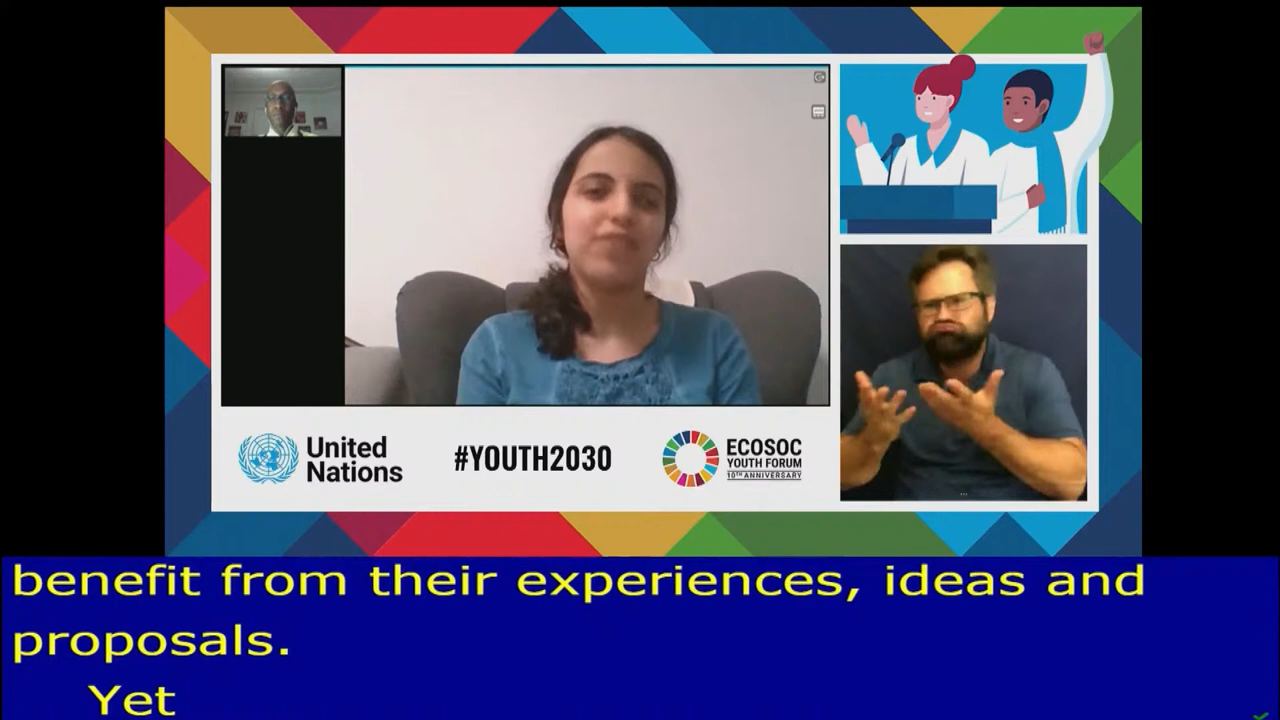 United
Nations
#YOUTH2030
ECOSOC
YOUTH FORUM
10TH ANNIVERSARY
benefit from their experiences, ideas and
proposals.
Yet